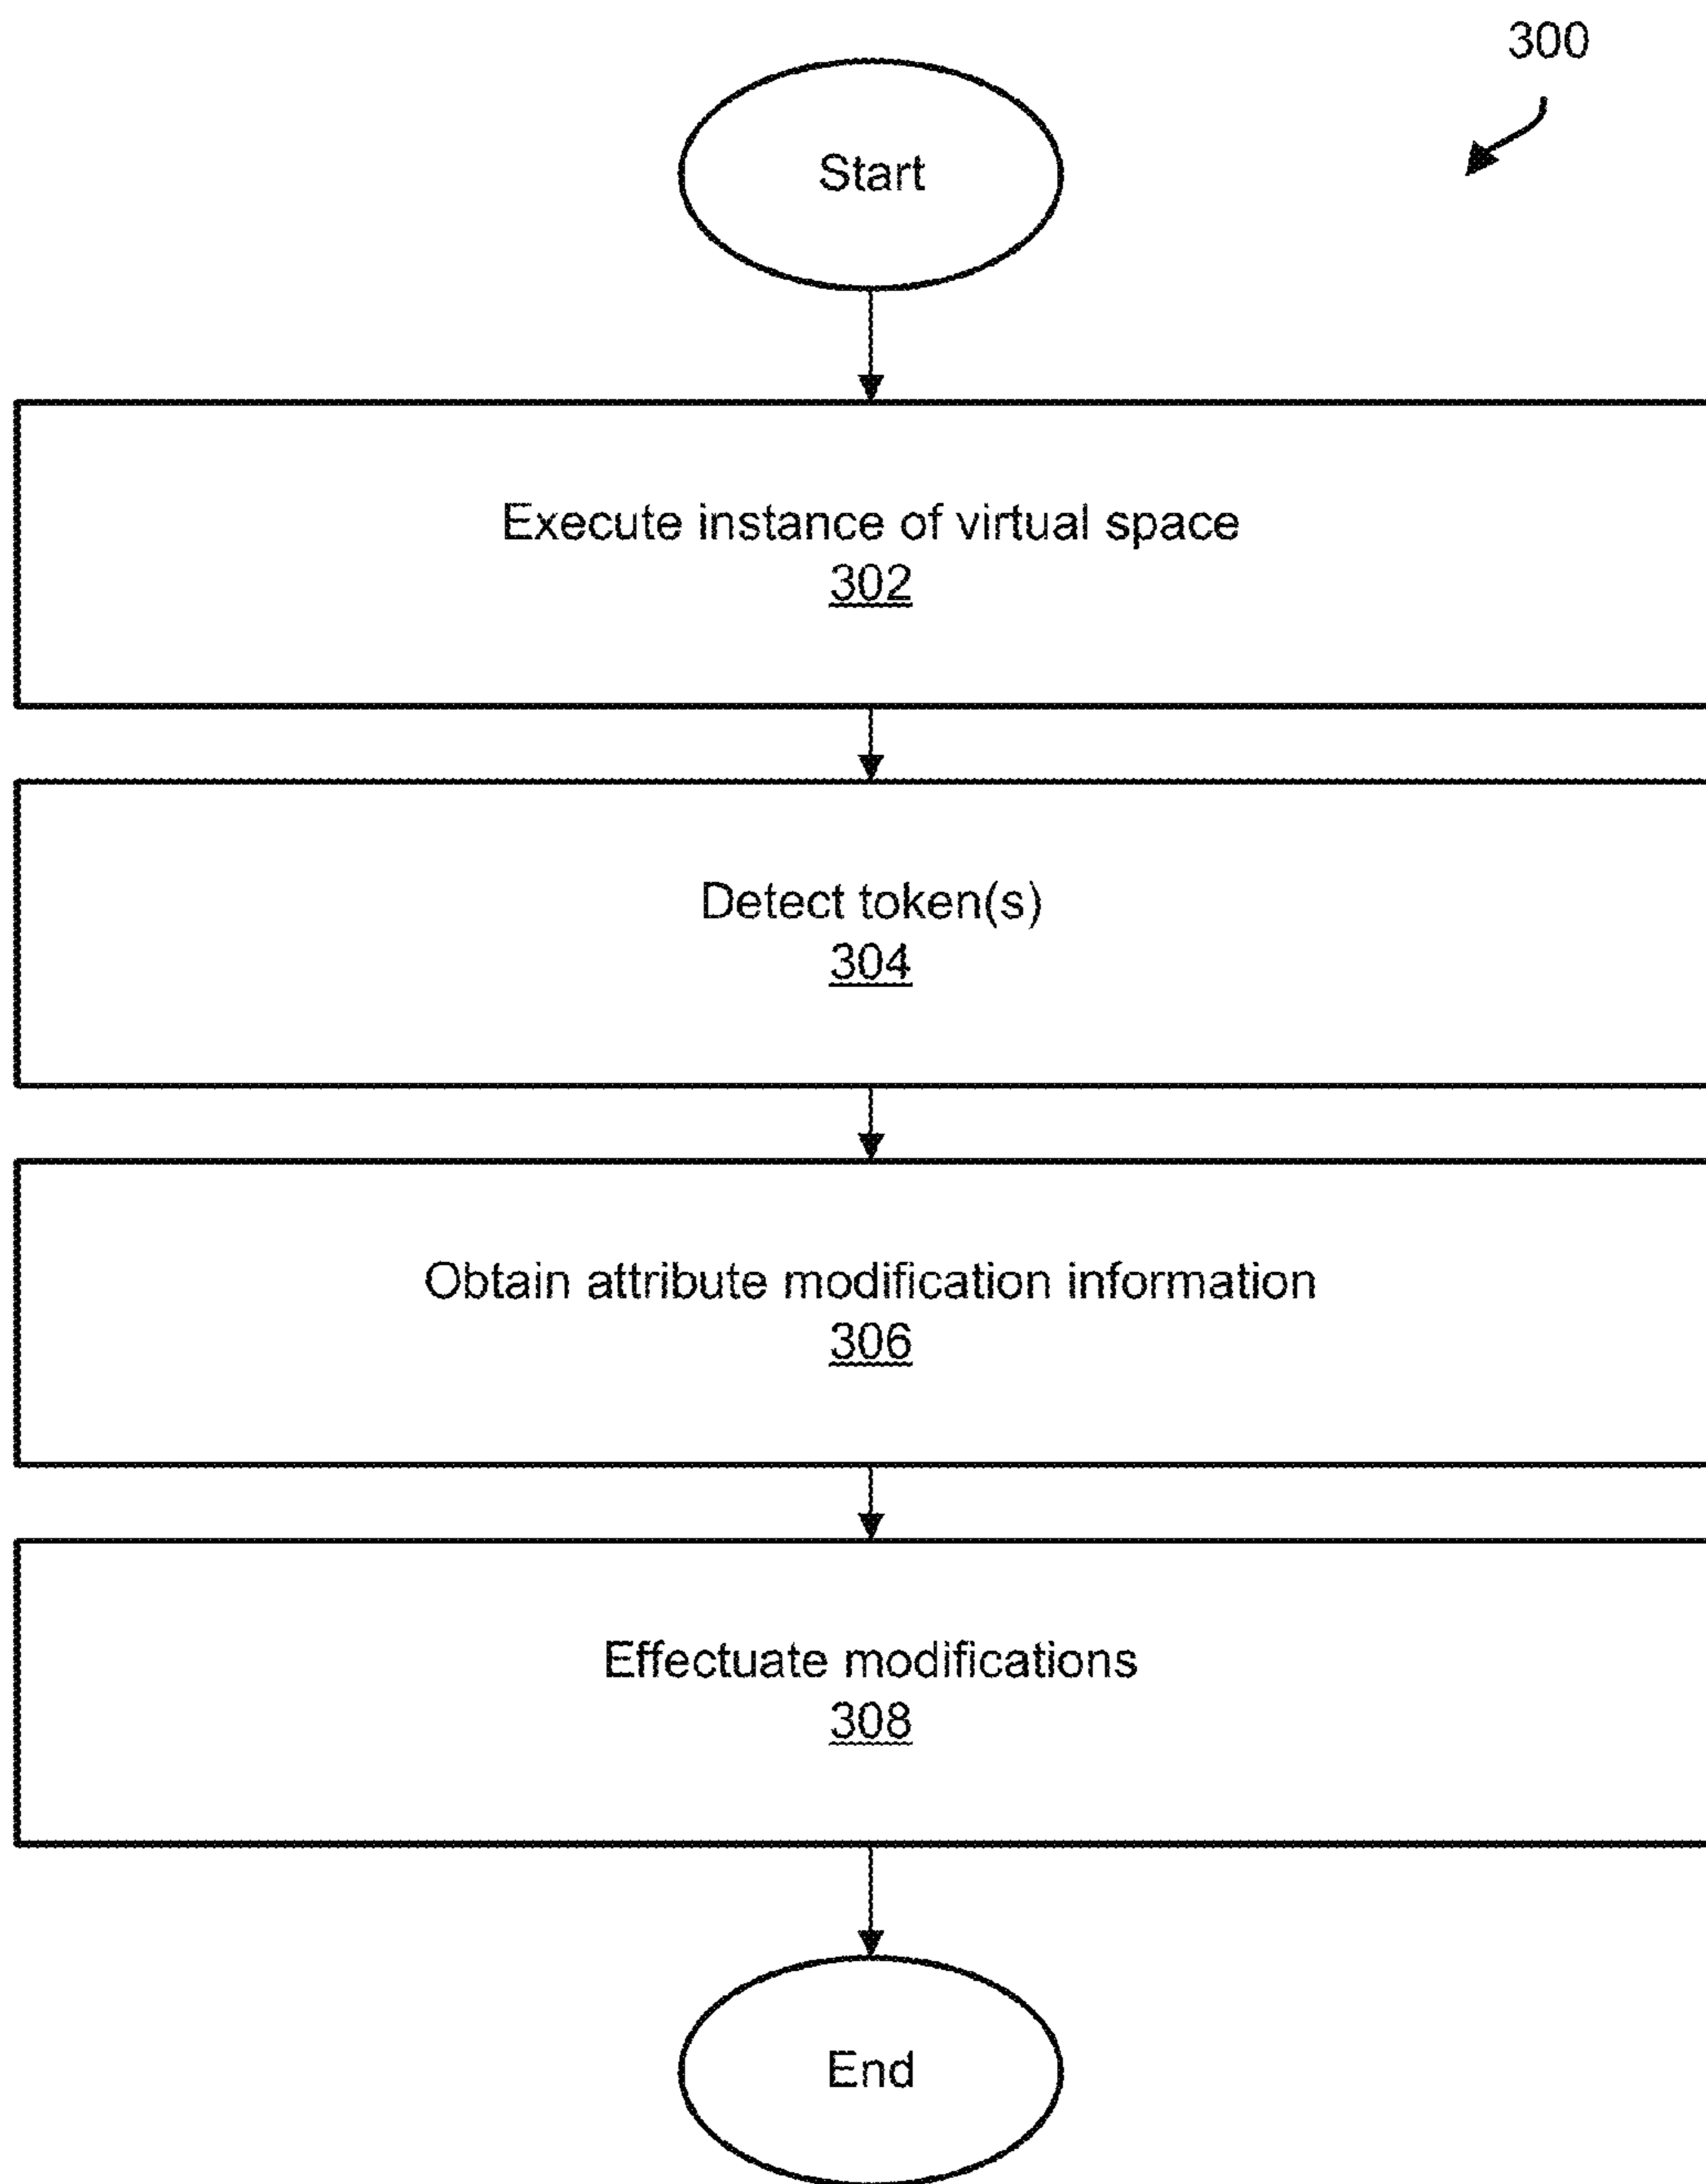 300
Start
Execute instance of virtual space
302
Detect token(s)
304
Obtain attribute modification information
306
Effectuate modifications
308
End